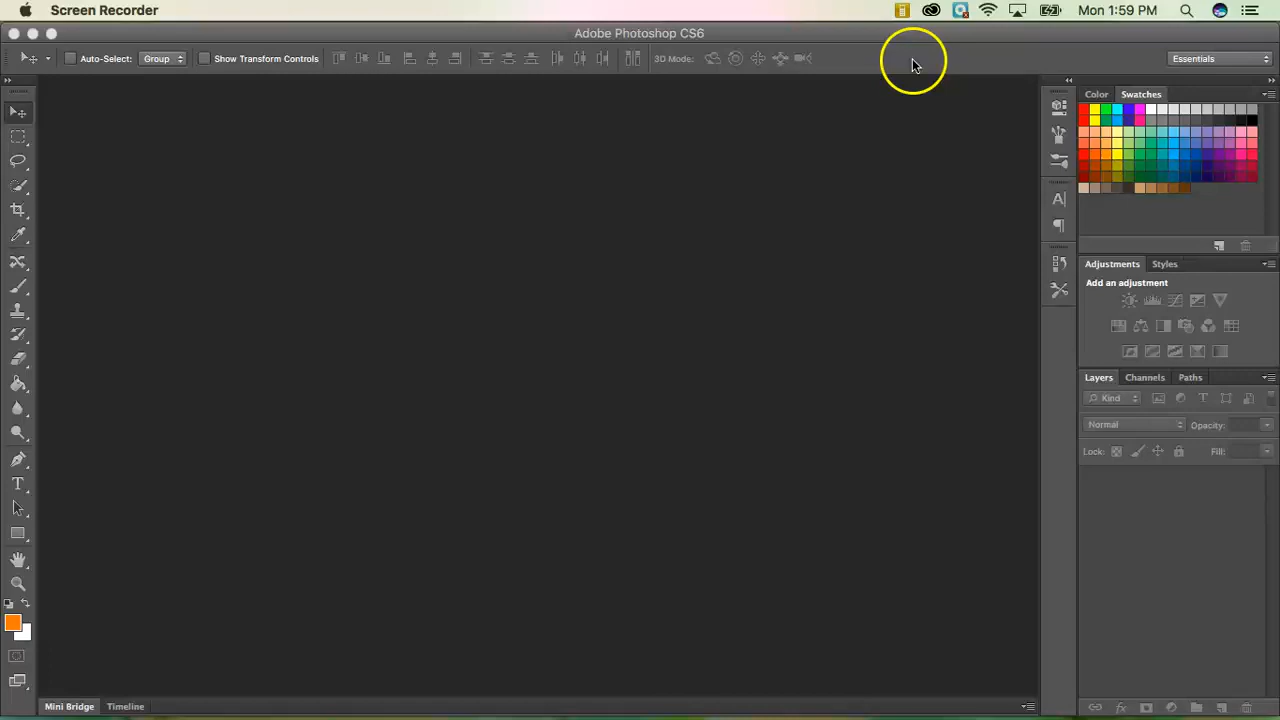 Screen Recorder
Mon 1:59 PM
Adobe Photoshop CS6
Auto-Select:
Group
Show Transform Controls
3D Mode:
Essentials
Color
Swatches
Adjustments
Styles
Add an adjustment
Layers
Channels
Paths
Kind
Normal
Opacity:
Lock:
Fill:
Mini Bridge
Timeline